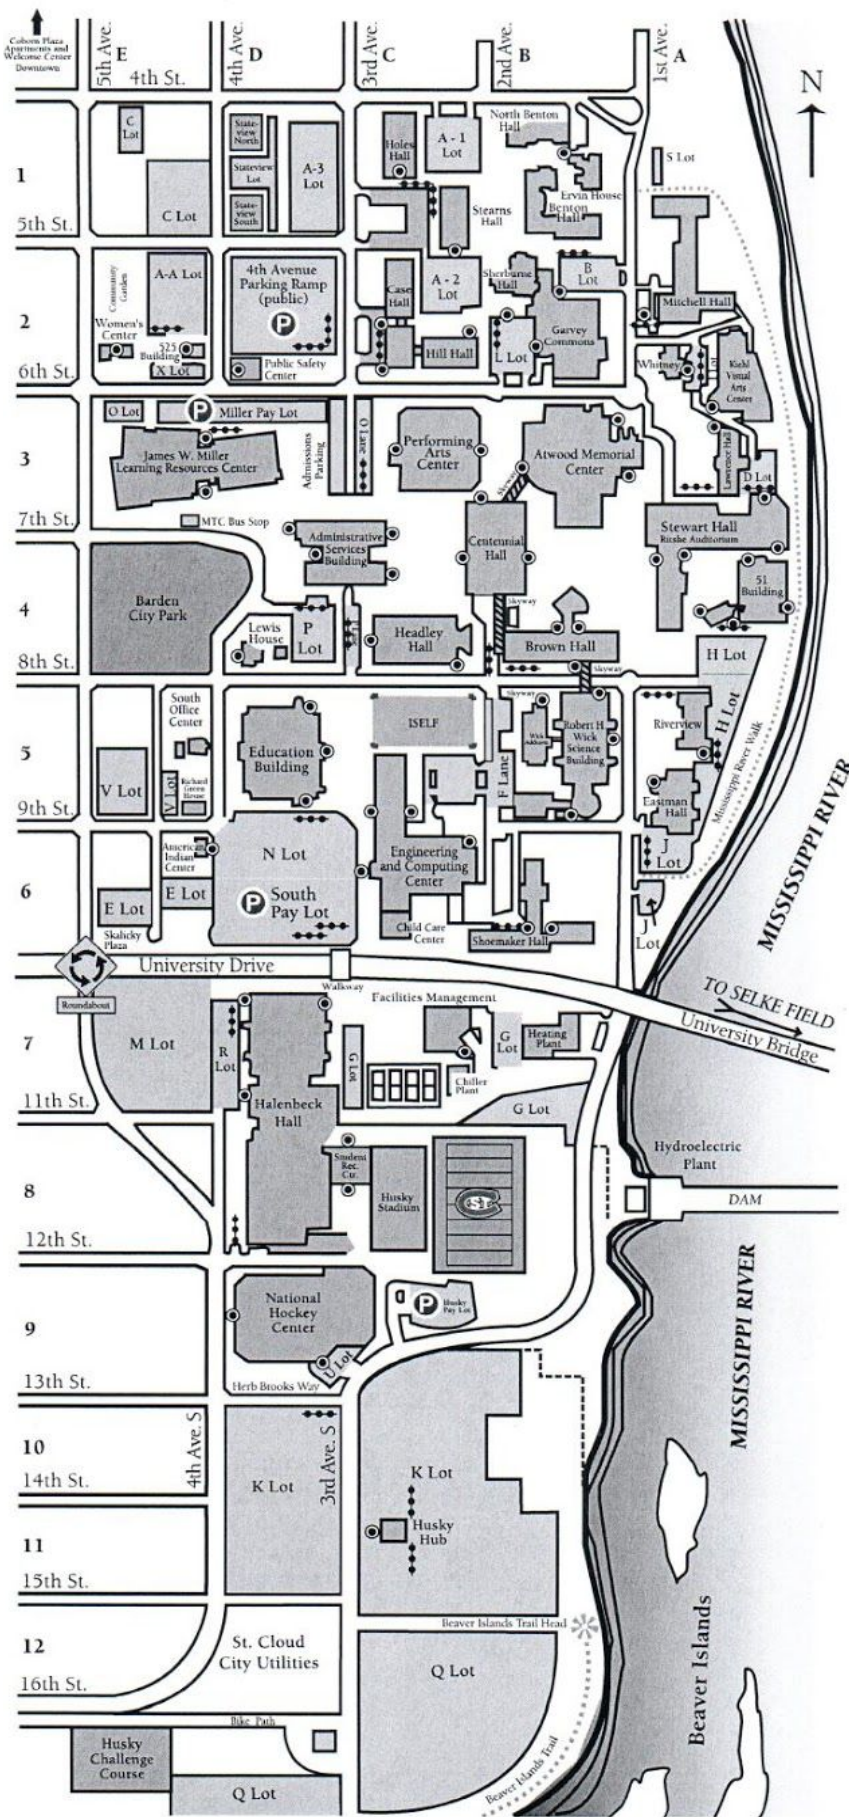 Coborn Plaza
Apartments and
Welcome Center
Downtown
5th Ave.
E
4th St.
4th Ave.
D
3rd Ave.
C
2nd Ave.
B
1st Ave.
A
N
1
C
Lot
State-
view
North
Stateview
Lot
State-
view
South
A-3
Lot
Holes
Hall
A - 1
Lot
North Benton
Hall
S Lot
Ervin House
Benton
Hall
Stearns
Hall
C Lot
5th St.
2
Community
Garden
A-A Lot
4th Avenue
Parking Ramp
(public)
P
Case
Hall
A - 2
Lot
Sherburne
Hall
B
Lot
Mitchell Hall
Women's
Center
525
Building
X Lot
Public Safety
Center
Hill Hall
L Lot
Garvey
Commons
Whitney
I Lot
Kiehl
Visual
Arts
Center
6th St.
3
O Lot
P
Miller Pay Lot
James W. Miller
Learning Resources Center
Admissions
Parking
O Lane
Performing
Arts
Center
Skyway
Atwood Memorial
Center
Lawrence Hall
D Lot
7th St.
MTC Bus Stop
Administrative
Services
Building
Centennial
Hall
Stewart Hall
Ritsche Auditorium
4
Barden
City Park
Lewis
House
P
Lot
Headley
Hall
Skyway
Brown Hall
51
Building
8th St.
Skyway
H Lot
5
South
Office
Center
V Lot
V Lot
Richard
Green
House
Education
Building
ISELF
Skyway
F Lane
Robert H
Wick
Science
Building
Riverview
H Lot
Eastman
Hall
Mississippi River Walk
MISSISSIPPI RIVER
9th St.
6
American
Indian
Center
E Lot
E Lot
Skalicky
Plaza
N Lot
P
South
Pay Lot
Engineering
and Computing
Center
Child Care
Center
Shoemaker Hall
J
Lot
J
Lot
University Drive
Walkway
Roundabout
TO SELKE FIELD
University Bridge
7
M Lot
R
Lot
Halenbeck
Hall
G Lot
Facilities Management
Chiller
Plant
G
Lot
Heating
Plant
G Lot
11th St.
8
Student
Rec.
Ctr.
Husky
Stadium
Hydroelectric
Plant
DAM
12th St.
9
National
Hockey
Center
U Lot
P
Husky
Pay Lot
Herb Brooks Way
13th St.
MISSISSIPPI RIVER
10
4th Ave. S
K Lot
3rd Ave. S
K Lot
14th St.
11
Husky
Hub
15th St.
12
St. Cloud
City Utilities
Beaver Islands Trail Head
Q Lot
Beaver Islands
16th St.
Bike Path
Husky
Challenge
Course
Q Lot
Beaver Islands Trail